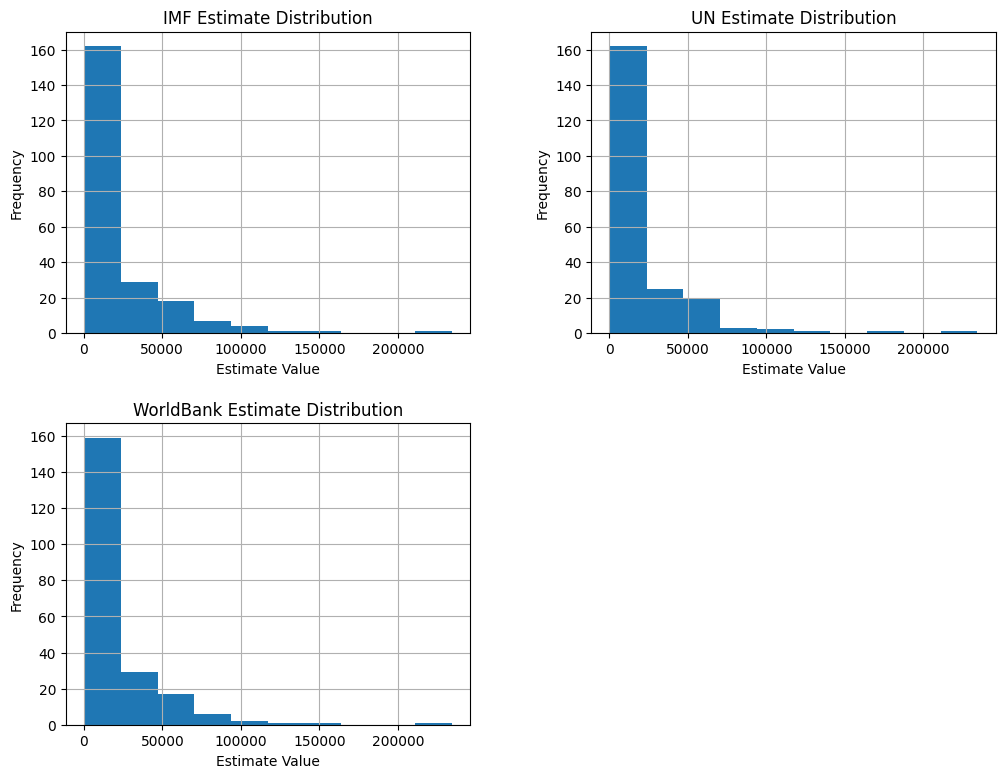 IMF Estimate Distribution
160
140
120
100
80
60
40
20
0
Frequency
0 50000 100000 150000 200000
Estimate Value
UN Estimate Distribution
160
140
120
100
80
60
40
20
0
Frequency
0 50000 100000 150000 200000
Estimate Value
WorldBank Estimate Distribution
160
140
120
100
80
60
40
20
0
Frequency
0 50000 100000 150000 200000
Estimate Value